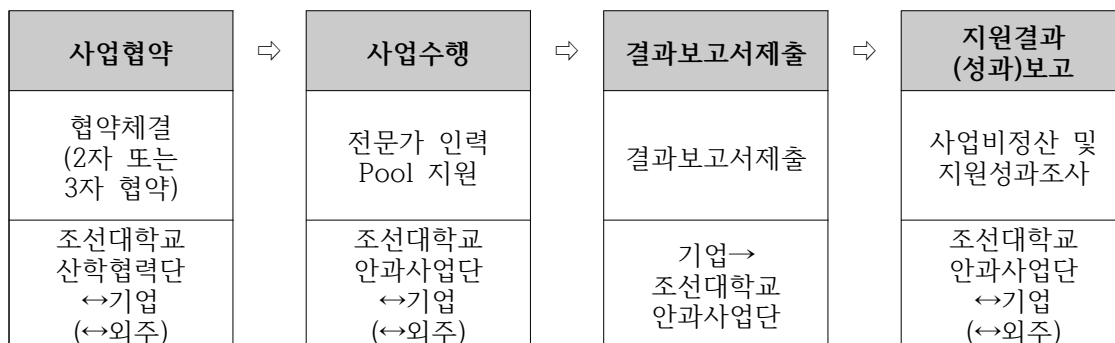 사업협약
⇨
사업수행
⇨
결과보고서제출
⇨
지원결과
(성과)보고
협약체결
(2자 또는
3자 협약)
전문가 인력
Pool 지원
결과보고서제출
사업비정산 및
지원성과조사
조선대학교
산학협력단
↔기업
(↔외주)
조선대학교
안과사업단
↔기업
(↔외주)
기업→
조선대학교
안과사업단
조선대학교
안과사업단
↔기업
(↔외주)